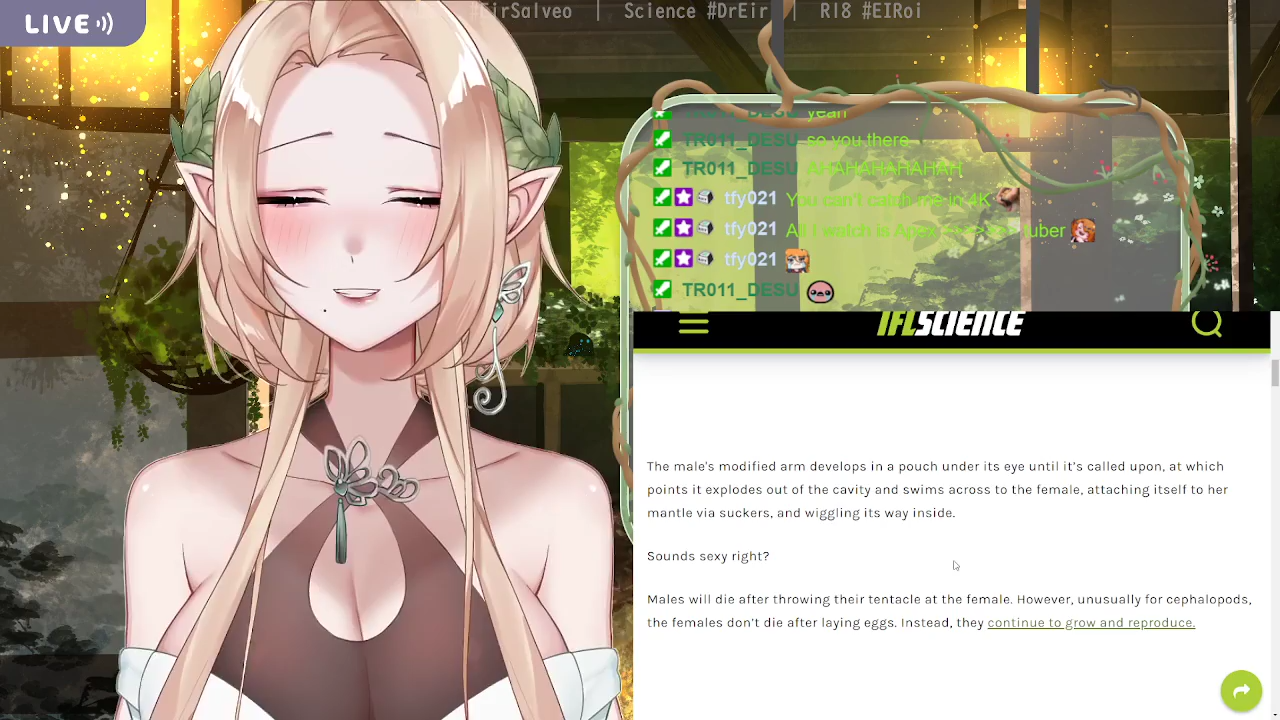 LIVE
#EirSalveo | Science #DrEir | R18 #EIRoi
TR011_DESU yeah
TR011_DESU so you there
TR011_DESU AHAHAHAHAHAH
tfy021 You can't catch me in 4K
tfy021 All I watch is Apex tuber
tfy021
TR011_DESU
IFLSCIENCE
The male's modified arm develops in a pouch under its eye until it's called upon, at which
points it explodes out of the cavity and swims across to the female, attaching itself to her
mantle via suckers, and wiggling its way inside.
Sounds sexy right?
Males will die after throwing their tentacle at the female. However, unusually for cephalopods,
the females don't die after laying eggs. Instead, they continue to grow and reproduce.